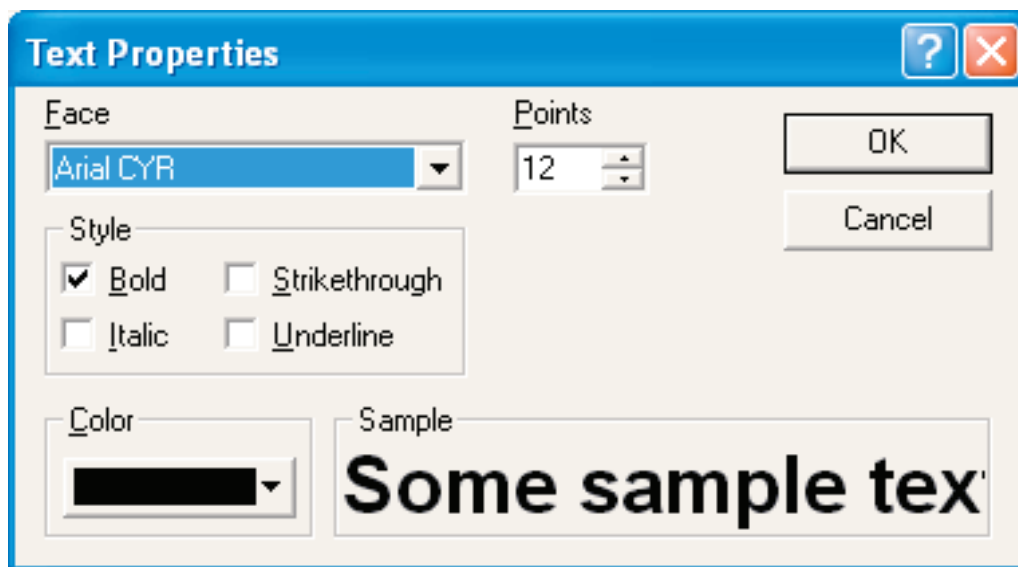 Text Properties
Face
Points
Arial CYR
12
OK
Cancel
Style
Bold
Strikethrough
Italic
Underline
Color
Sample
Some sample tex